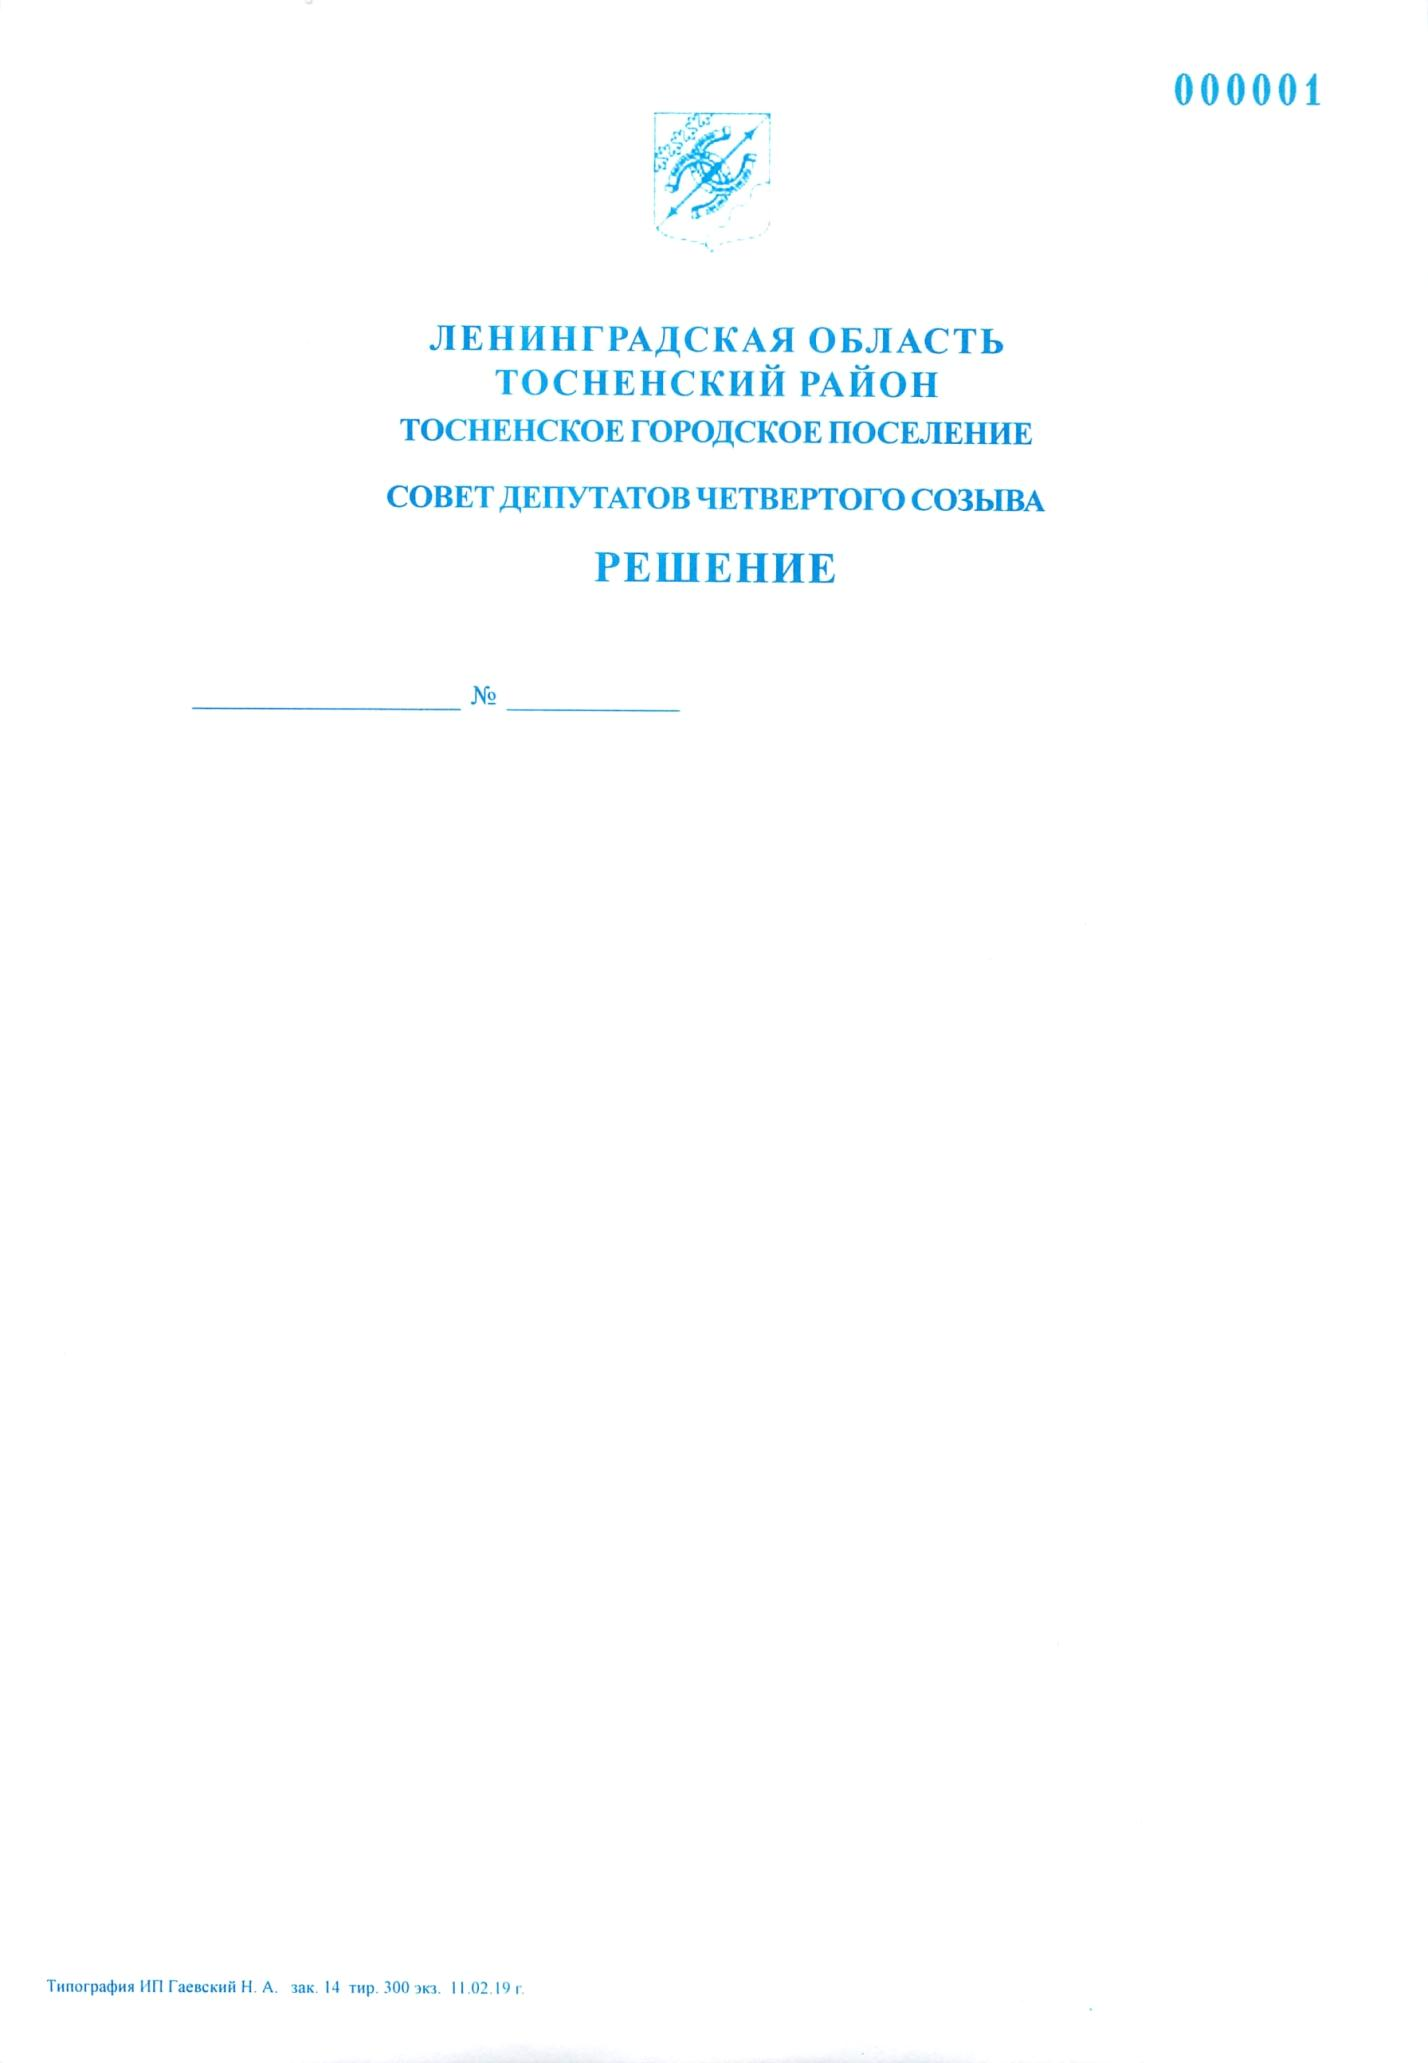 000001
ЛЕНИНГРАДСКАЯ ОБЛАСТЬ
ТОСНЕНСКИЙ РАЙОН
ТОСНЕНСКОЕ ГОРОДСКОЕ ПОСЕЛЕНИЕ
СОВЕТ ДЕПУТАТОВ ЧЕТВЕРТОГО СОЗЫВА
РЕШЕНИЕ
№
Типография ИП Гаевский Н. А. зак. 14 тир. 300 экз. 11.02.19 г.